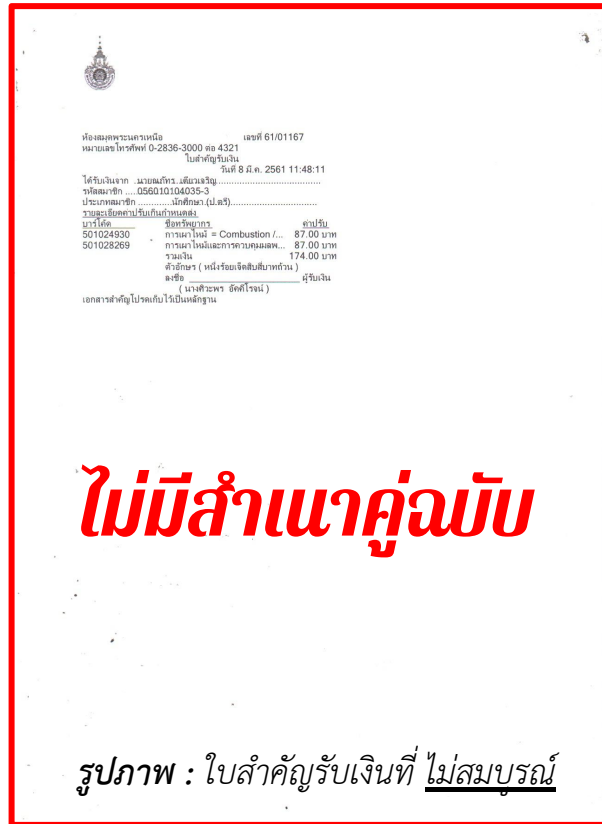 ห้องสมุดพระนครเหนือ เลขที่ 61/01167
หมายเลขโทรศัพท์ 0-2836-3000 ต่อ 4321
ใบสำคัญรับเงิน
วันที่ 8 มี.ค. 2561 11:48:11
ได้รับเงินจาก ..นายณภัทร..เดียวเจริญ..........................................
รหัสสมาชิก .....056010104035-3
ประเภทสมาชิก .............นักศึกษา.(ป.ตรี)..................................
รายละเอียดค่าปรับเกินกำหนดส่ง
บาร์โค้ด ชื่อทรัพยากร ค่าปรับ
501024930 การเผาไหม้ = Combustion /... 87.00 บาท
501028269 การเผาไหม้และการควบคุมมลพ... 87.00 บาท
รวมเงิน 174.00 บาท
ตัวอักษร ( หนึ่งร้อยเจ็ดสิบสี่บาทถ้วน )
ลงชื่อ ______________________ ผู้รับเงิน
( นางศิวะพร อัคคีโรจน์ )
เอกสารสำคัญโปรดเก็บไว้เป็นหลักฐาน
ไม่มีสำเนาคู่ฉบับ
รูปภาพ : ใบสำคัญรับเงินที่ ไม่สมบูรณ์